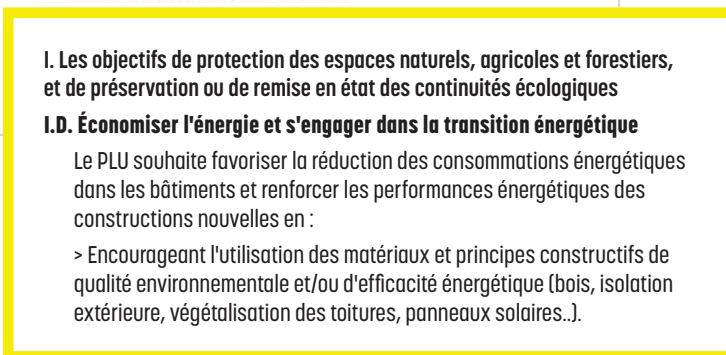 I. Les objectifs de protection des espaces naturels, agricoles et forestiers,
et de préservation ou de remise en état des continuités écologiques
I.D. Économiser l'énergie et s'engager dans la transition énergétique
Le PLU souhaite favoriser la réduction des consommations énergétiques
dans les bâtiments et renforcer les performances énergétiques des
constructions nouvelles en :
> Encourageant l'utilisation des matériaux et principes constructifs de
qualité environnementale et/ou d'efficacité énergétique (bois, isolation
extérieure, végétalisation des toitures, panneaux solaires..).